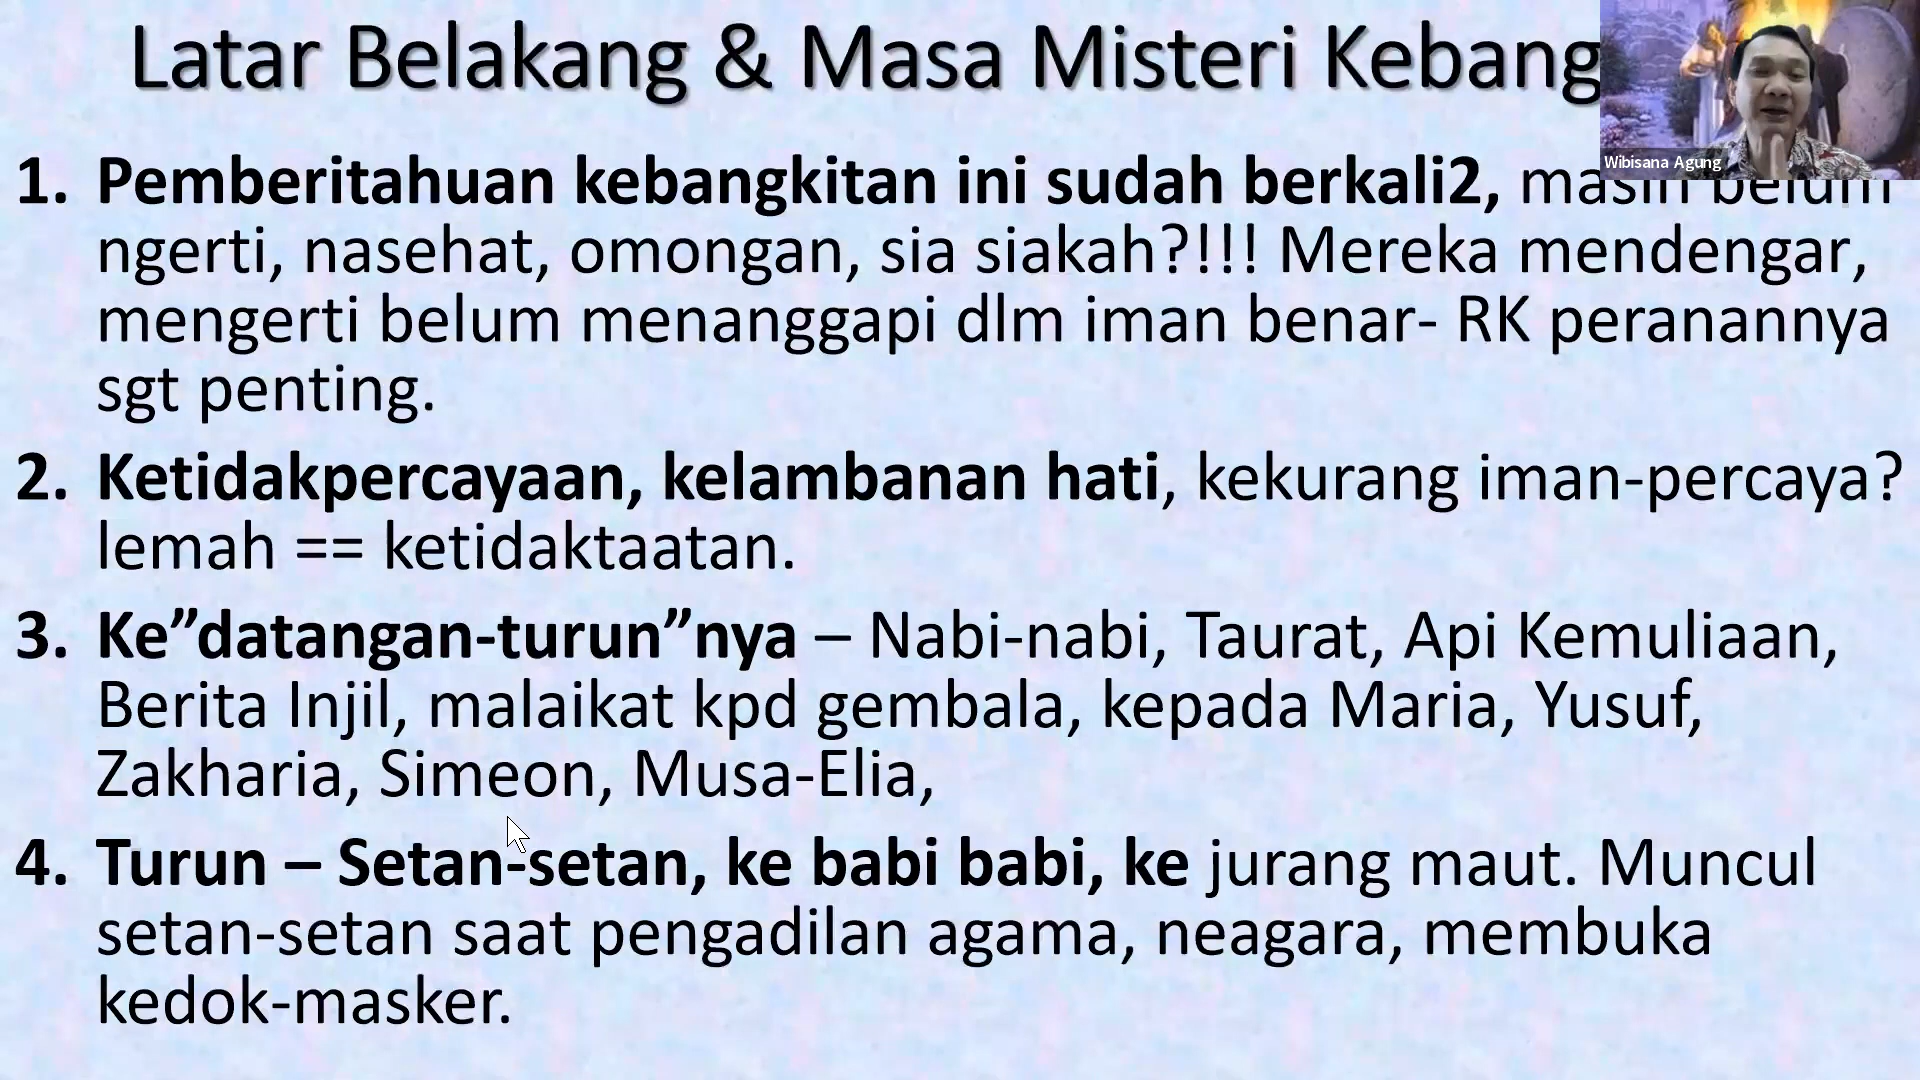 Latar Belakang & Masa Misteri Kebang
Wibisana Agung
1. Pemberitahuan kebangkitan ini sudah berkali2, masih belum
ngerti, nasehat, omongan, sia siakah?!!! Mereka mendengar,
mengerti belum menanggapi dlm iman benar- RK peranannya
sgt penting.
2. Ketidakpercayaan, kelambanan hati, kekurang iman-percaya?
lemah == ketidaktaatan.
3. Ke”datangan-turun”nya – Nabi-nabi, Taurat, Api Kemuliaan,
Berita Injil, malaikat kpd gembala, kepada Maria, Yusuf,
Zakharia, Simeon, Musa-Elia,
4. Turun – Setan-setan, ke babi babi, ke jurang maut. Muncul
setan-setan saat pengadilan agama, neagara, membuka
kedok-masker.